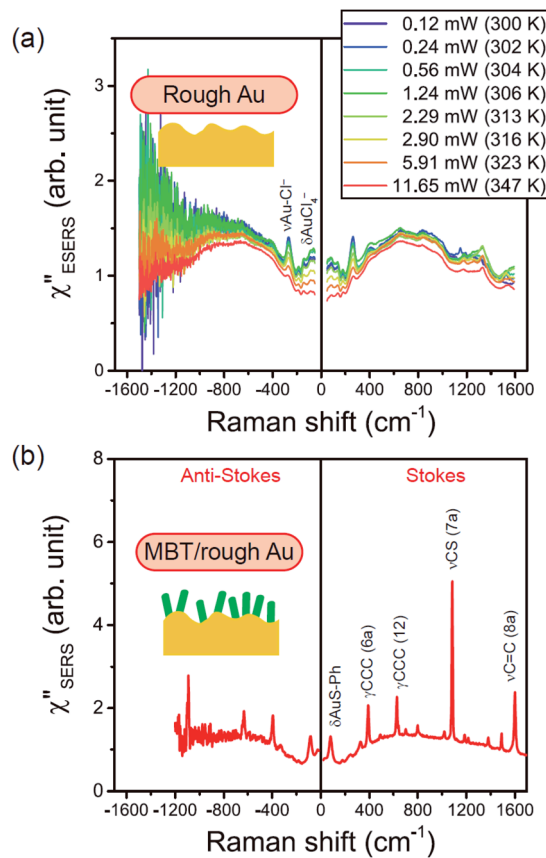 (a)
0.12 mW (300 K)
0.24 mW (302 K)
0.56 mW (304 K)
1.24 mW (306 K)
2.29 mW (313 K)
2.90 mW (316 K)
5.91 mW (323 K)
11.65 mW (347 K)
Rough Au
νAu-Cl⁻
δAuCl₄⁻
χ"ESERS (arb. unit)
3
2
1
0
-1600 -1200 -800 -400 0 400 800 1200 1600
Raman shift (cm⁻¹)
(b)
Anti-Stokes
Stokes
MBT/rough Au
δAuS-Ph
γCCC (6a)
γCCC (12)
νCS (7a)
νC=C (8a)
χ"SERS (arb. unit)
8
6
4
2
0
-1600 -1200 -800 -400 0 400 800 1200 1600
Raman shift (cm⁻¹)